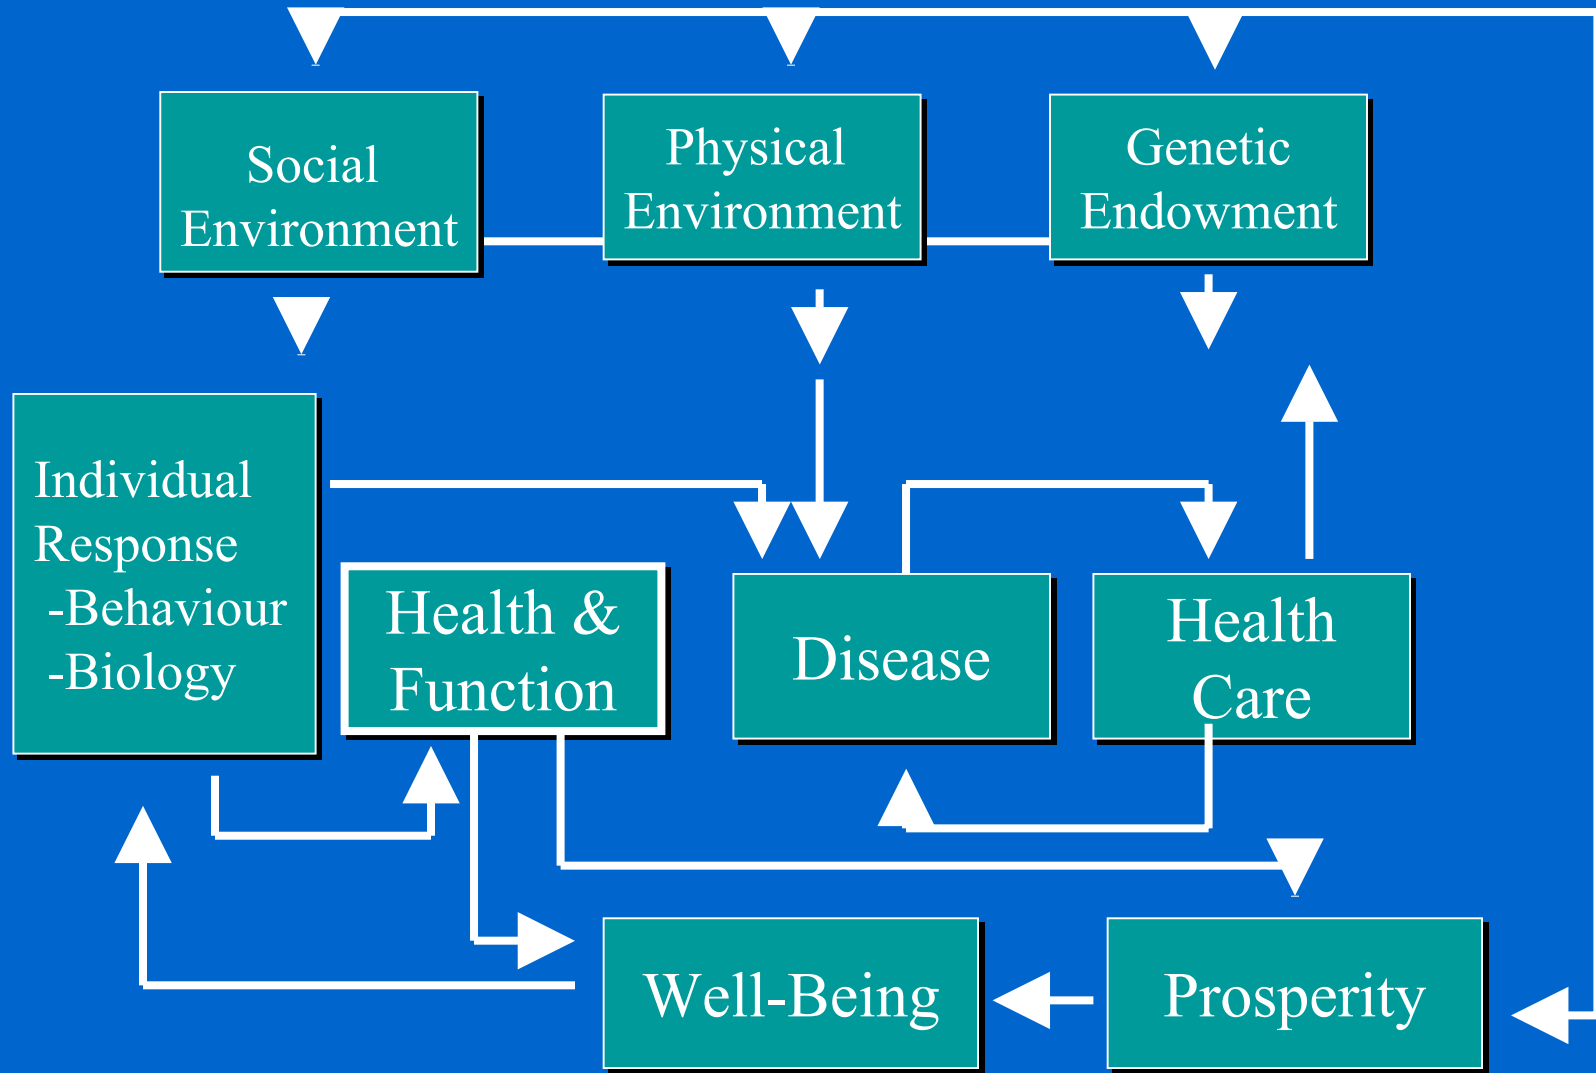 Social
Environment
Physical
Environment
Genetic
Endowment
Individual
Response
-Behaviour
-Biology
Health &
Function
Disease
Health
Care
Well-Being
Prosperity